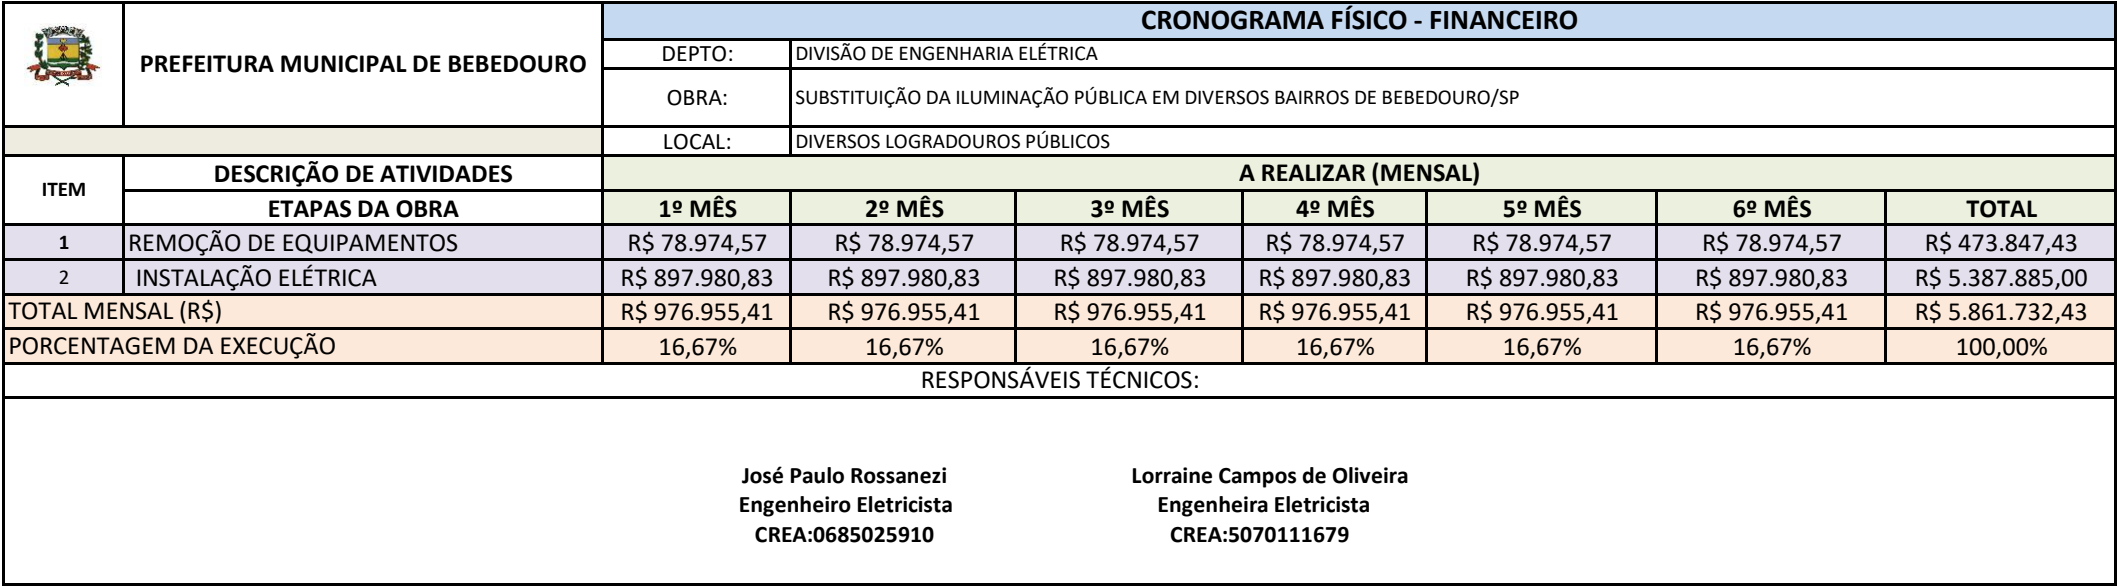 CRONOGRAMA FÍSICO - FINANCEIRO
PREFEITURA MUNICIPAL DE BEBEDOURO
DEPTO: DIVISÃO DE ENGENHARIA ELÉTRICA
OBRA: SUBSTITUIÇÃO DA ILUMINAÇÃO PÚBLICA EM DIVERSOS BAIRROS DE BEBEDOURO/SP
LOCAL: DIVERSOS LOGRADOUROS PÚBLICOS
ITEM DESCRIÇÃO DE ATIVIDADES A REALIZAR (MENSAL)
ETAPAS DA OBRA 1º MÊS 2º MÊS 3º MÊS 4º MÊS 5º MÊS 6º MÊS TOTAL
1 REMOÇÃO DE EQUIPAMENTOS R$ 78.974,57 R$ 78.974,57 R$ 78.974,57 R$ 78.974,57 R$ 78.974,57 R$ 78.974,57 R$ 473.847,43
2 INSTALAÇÃO ELÉTRICA R$ 897.980,83 R$ 897.980,83 R$ 897.980,83 R$ 897.980,83 R$ 897.980,83 R$ 897.980,83 R$ 5.387.885,00
TOTAL MENSAL (R$) R$ 976.955,41 R$ 976.955,41 R$ 976.955,41 R$ 976.955,41 R$ 976.955,41 R$ 976.955,41 R$ 5.861.732,43
PORCENTAGEM DA EXECUÇÃO 16,67% 16,67% 16,67% 16,67% 16,67% 16,67% 100,00%
RESPONSÁVEIS TÉCNICOS:
José Paulo Rossanezi
Engenheiro Eletricista
CREA:0685025910
Lorraine Campos de Oliveira
Engenheira Eletricista
CREA:5070111679